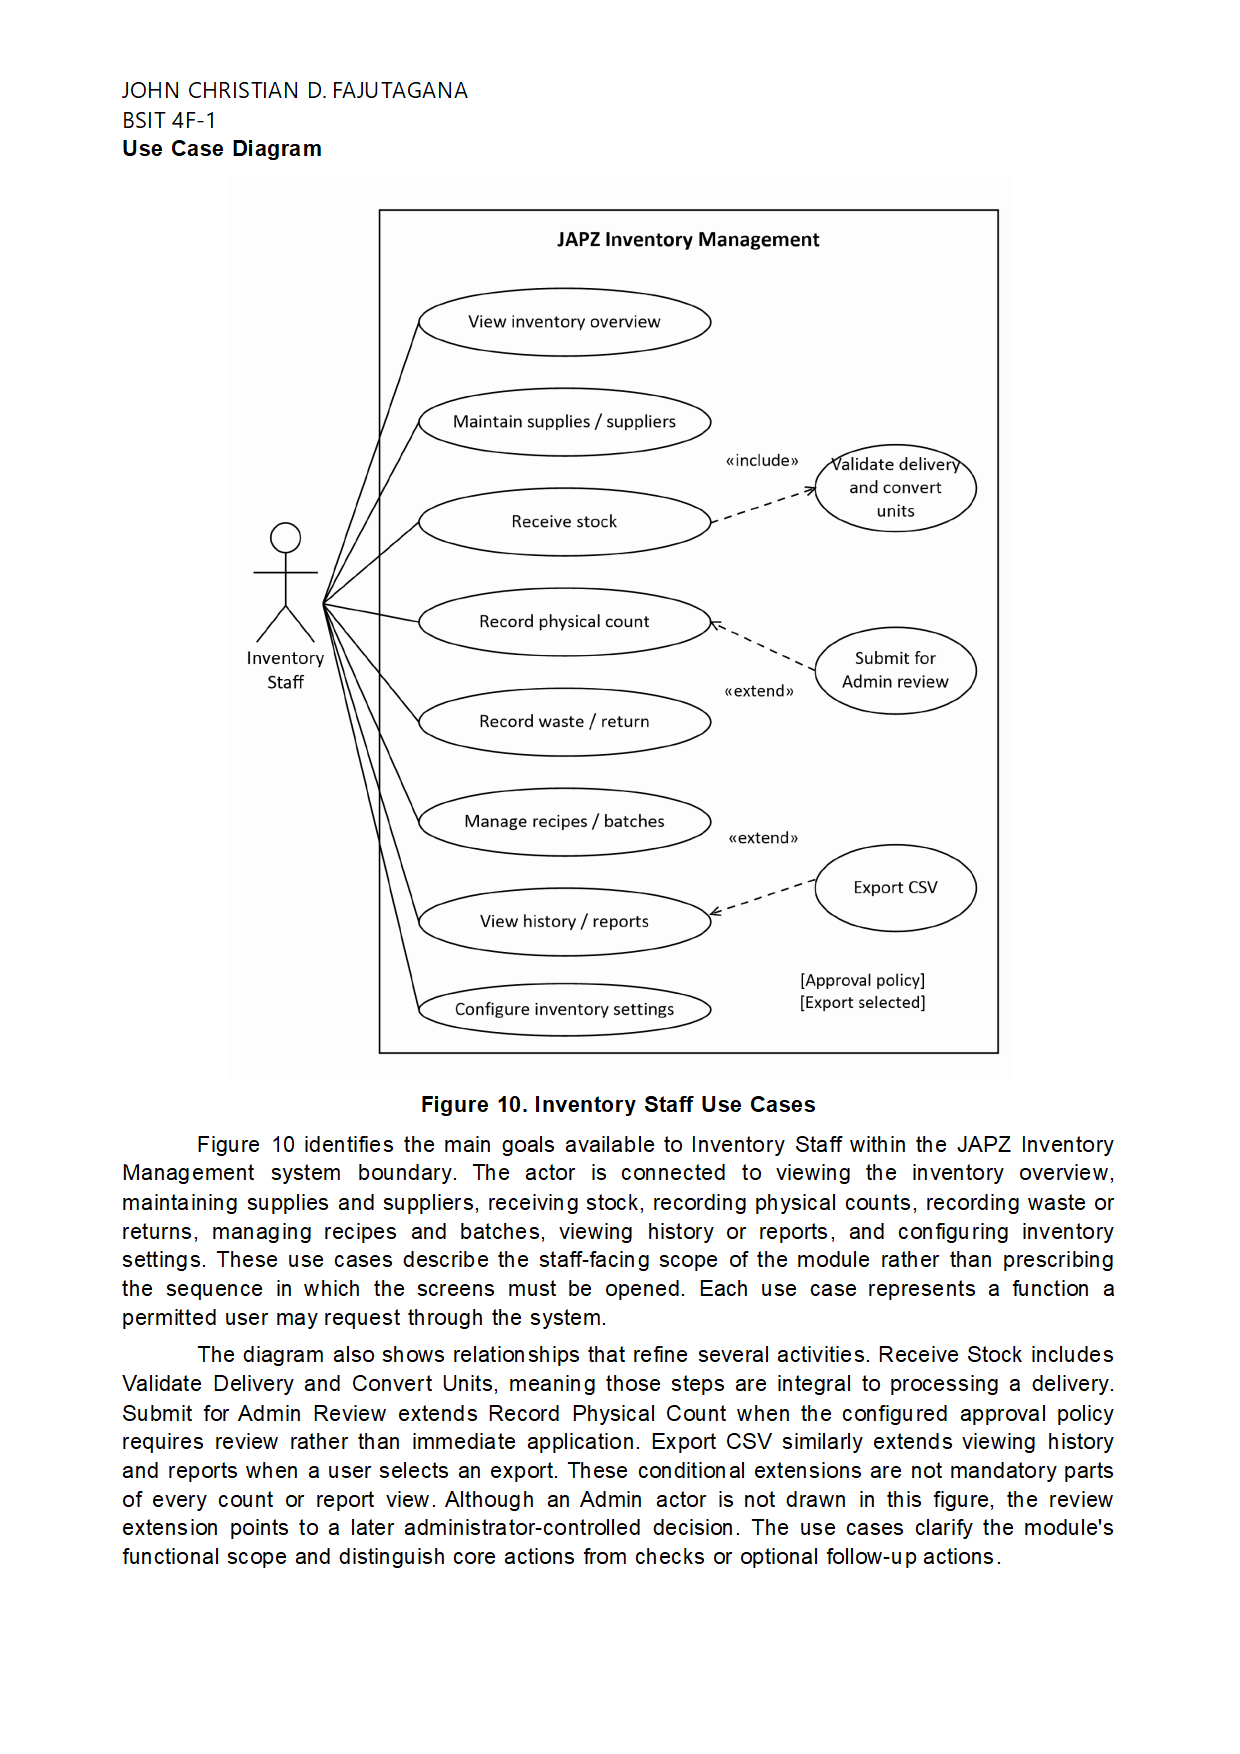 JOHN CHRISTIAN D. FAJUTAGANA
BSIT 4F-1
Use Case Diagram
JAPZ Inventory Management
View inventory overview
Maintain supplies / suppliers
«include»
Validate delivery
and convert
units
Receive stock
Record physical count
Submit for
Admin review
Inventory
Staff
«extend»
Record waste / return
Manage recipes / batches
«extend»
Export CSV
View history / reports
[Approval policy]
[Export selected]
Configure inventory settings
Figure 10. Inventory Staff Use Cases
Figure 10 identifies the main goals available to Inventory Staff within the JAPZ Inventory
Management system boundary. The actor is connected to viewing the inventory overview,
maintaining supplies and suppliers, receiving stock, recording physical counts, recording waste or
returns, managing recipes and batches, viewing history or reports, and configuring inventory
settings. These use cases describe the staff-facing scope of the module rather than prescribing
the sequence in which the screens must be opened. Each use case represents a function a
permitted user may request through the system.
The diagram also shows relationships that refine several activities. Receive Stock includes
Validate Delivery and Convert Units, meaning those steps are integral to processing a delivery.
Submit for Admin Review extends Record Physical Count when the configured approval policy
requires review rather than immediate application. Export CSV similarly extends viewing history
and reports when a user selects an export. These conditional extensions are not mandatory parts
of every count or report view. Although an Admin actor is not drawn in this figure, the review
extension points to a later administrator-controlled decision. The use cases clarify the module's
functional scope and distinguish core actions from checks or optional follow-up actions.